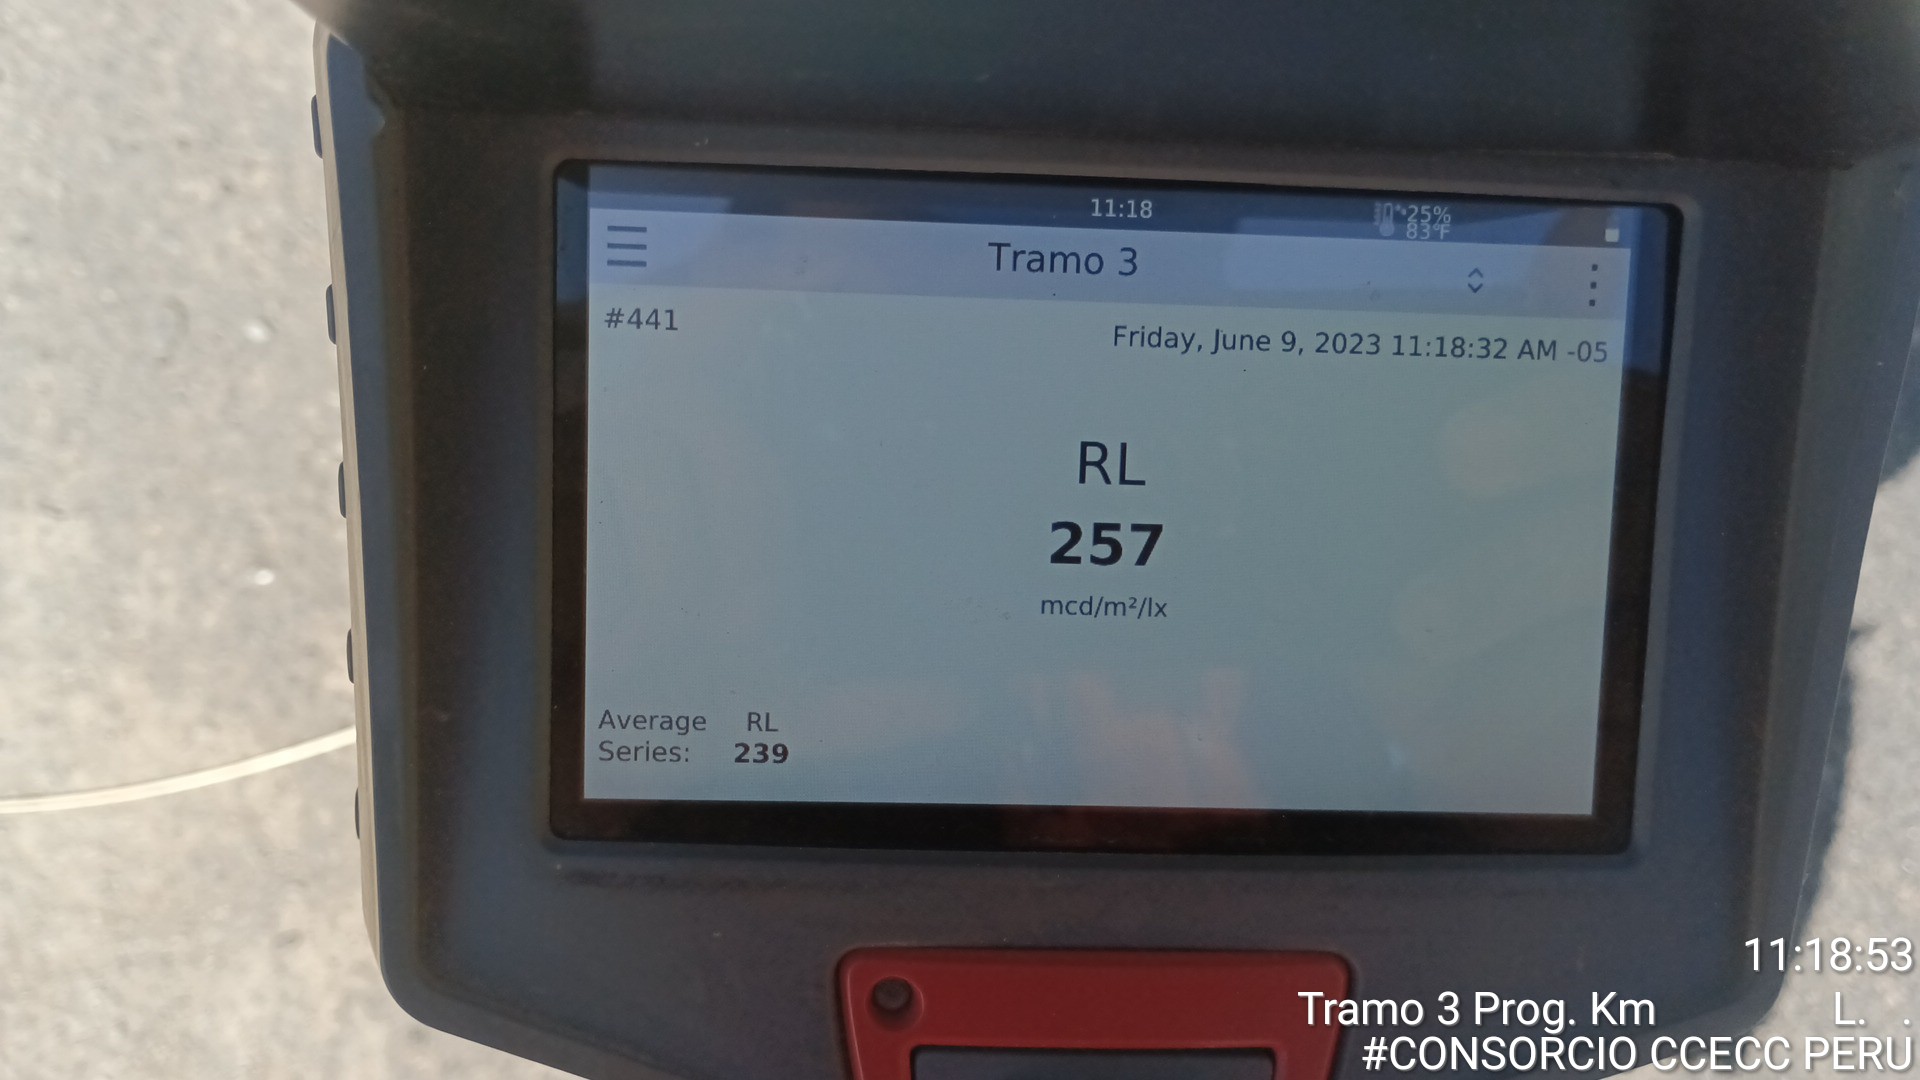 11:18
25%
83°F
Tramo 3
#441
Friday, June 9, 2023 11:18:32 AM -05
RL
257
mcd/m²/lx
Average RL
Series: 239
11:18:53
Tramo 3 Prog. Km L. .
#CONSORCIO CCECC PERU